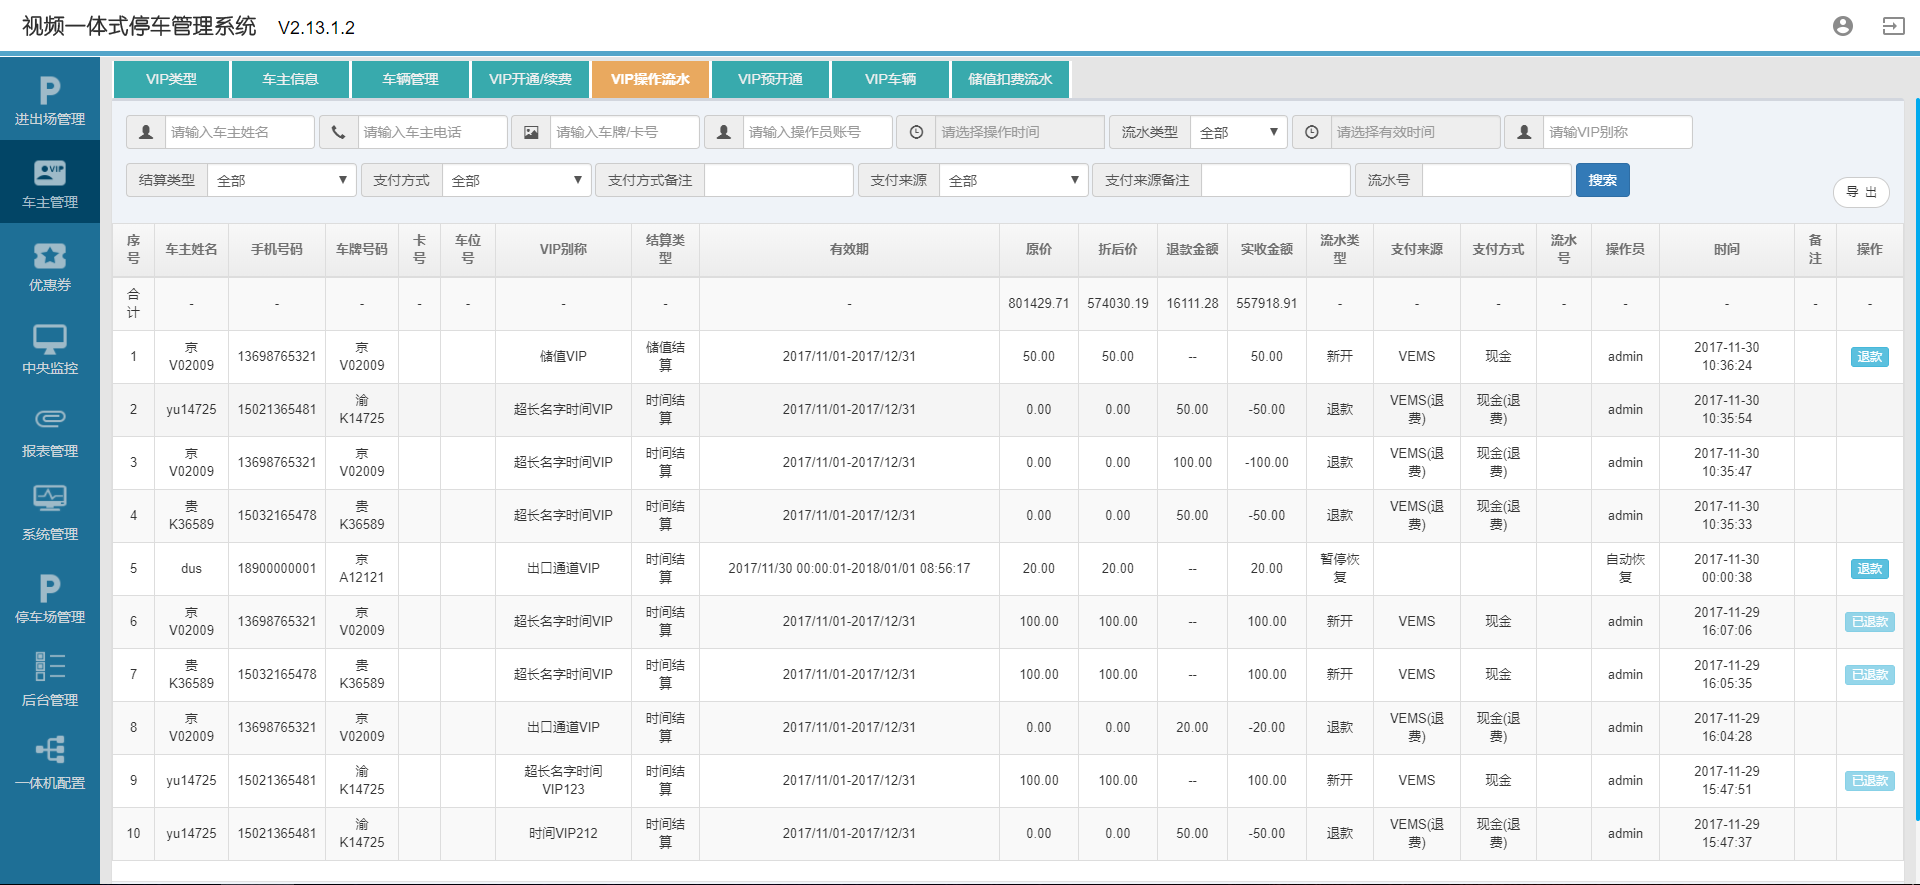 视频一体式停车管理系统 V2.13.1.2
VIP类型 车主信息 车辆管理 VIP开通/续费 VIP操作流水 VIP预开通 VIP车辆 储值扣费流水
进出场管理
车主管理
优惠券
中央监控
报表管理
系统管理
停车场管理
后台管理
一体机配置
请输入车主姓名 请输入车主电话 请输入车牌/卡号 请输入操作员账号 请选择操作时间 流水类型 全部 请选择有效时间 请输VIP别称
结算类型 全部 支付方式 全部 支付方式备注 支付来源 全部 支付来源备注 流水号 搜索
导 出
序号 车主姓名 手机号码 车牌号码 卡号 车位号 VIP别称 结算类型 有效期 原价 折后价 退款金额 实收金额 流水类型 支付来源 支付方式 流水号 操作员 时间 备注 操作
合计 - - - - - - - - 801429.71 574030.19 16111.28 557918.91 - - - - - - - -
1 京V02009 13698765321 京V02009 储值VIP 储值结算 2017/11/01-2017/12/31 50.00 50.00 -- 50.00 新开 VEMS 现金 admin 2017-11-30 10:36:24 退款
2 yu14725 15021365481 渝K14725 超长名字时间VIP 时间结算 2017/11/01-2017/12/31 0.00 0.00 50.00 -50.00 退款 VEMS(退费) 现金(退费) admin 2017-11-30 10:35:54
3 京V02009 13698765321 京V02009 超长名字时间VIP 时间结算 2017/11/01-2017/12/31 0.00 0.00 100.00 -100.00 退款 VEMS(退费) 现金(退费) admin 2017-11-30 10:35:47
4 贵K36589 15032165478 贵K36589 超长名字时间VIP 时间结算 2017/11/01-2017/12/31 0.00 0.00 50.00 -50.00 退款 VEMS(退费) 现金(退费) admin 2017-11-30 10:35:33
5 dus 18900000001 京A12121 出口通道VIP 时间结算 2017/11/30 00:00:01-2018/01/01 08:56:17 20.00 20.00 -- 20.00 暂停恢复 自动恢复 2017-11-30 00:00:38 退款
6 京V02009 13698765321 京V02009 超长名字时间VIP 时间结算 2017/11/01-2017/12/31 100.00 100.00 -- 100.00 新开 VEMS 现金 admin 2017-11-29 16:07:06 已退款
7 贵K36589 15032165478 贵K36589 超长名字时间VIP 时间结算 2017/11/01-2017/12/31 100.00 100.00 -- 100.00 新开 VEMS 现金 admin 2017-11-29 16:05:35 已退款
8 京V02009 13698765321 京V02009 出口通道VIP 时间结算 2017/11/01-2017/12/31 0.00 0.00 20.00 -20.00 退款 VEMS(退费) 现金(退费) admin 2017-11-29 16:04:28
9 yu14725 15021365481 渝K14725 超长名字时间VIP123 时间结算 2017/11/01-2017/12/31 100.00 100.00 -- 100.00 新开 VEMS 现金 admin 2017-11-29 15:47:51 已退款
10 yu14725 15021365481 渝K14725 时间VIP212 时间结算 2017/11/01-2017/12/31 0.00 0.00 50.00 -50.00 退款 VEMS(退费) 现金(退费) admin 2017-11-29 15:47:37